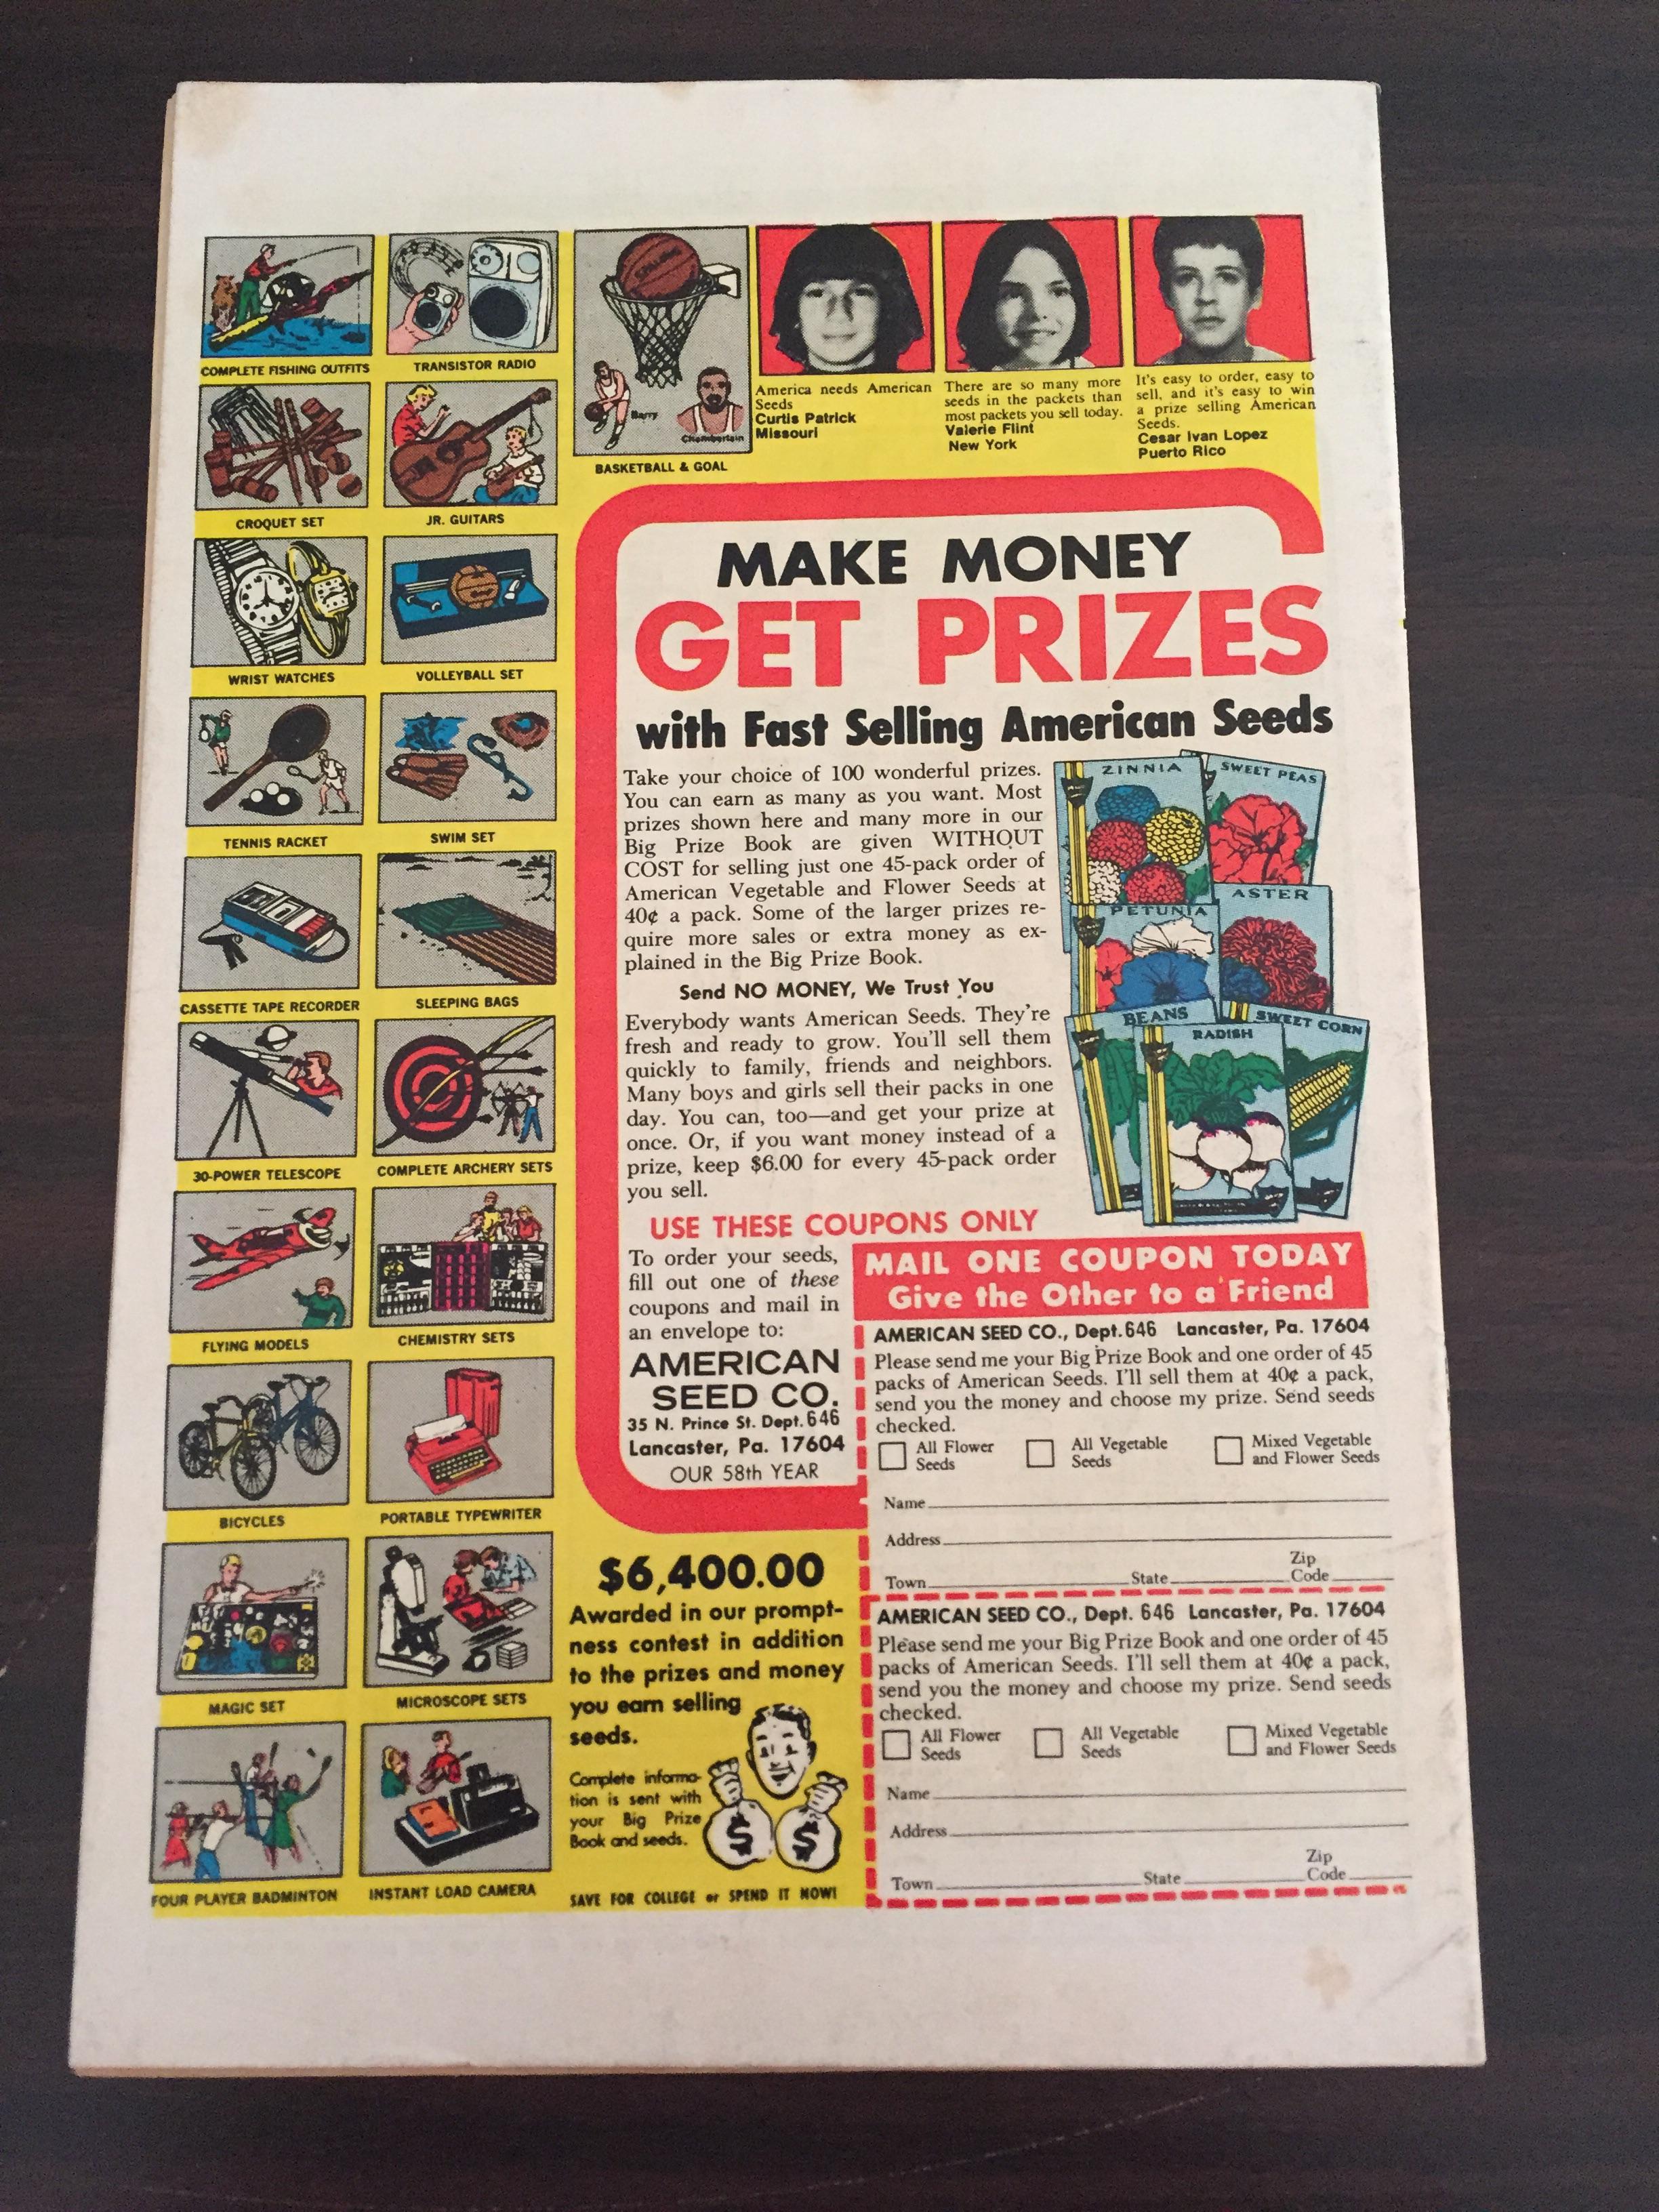 COMPLETE FISHING OUTFITS
TRANSISTOR RADIO
CROQUET SET
JR. GUITARS
WRIST WATCHES
VOLLEYBALL SET
TENNIS RACKET
SWIM SET
CASSETTE TAPE RECORDER
SLEEPING BAGS
30-POWER TELESCOPE
COMPLETE ARCHERY SETS
FLYING MODELS
CHEMISTRY SETS
BICYCLES
PORTABLE TYPEWRITER
MAGIC SET
MICROSCOPE SETS
FOUR PLAYER BADMINTON
INSTANT LOAD CAMERA
SPALDING
Barry
Chamberlain
BASKETBALL & GOAL
America needs American
Seeds
Curtis Patrick
Missouri
There are so many more
seeds in the packets than
most packets you sell today.
Valerie Flint
New York
It's easy to order, easy to
sell, and it's easy to win
a prize selling American
Seeds.
Cesar Ivan Lopez
Puerto Rico
MAKE MONEY
GET PRIZES
with Fast Selling American Seeds
Take your choice of 100 wonderful prizes.
You can earn as many as you want. Most
prizes shown here and many more in our
Big Prize Book are given WITHOUT
COST for selling just one 45-pack order of
American Vegetable and Flower Seeds at
40¢ a pack. Some of the larger prizes re-
quire more sales or extra money as ex-
plained in the Big Prize Book.
Send NO MONEY, We Trust You
Everybody wants American Seeds. They're
fresh and ready to grow. You'll sell them
quickly to family, friends and neighbors.
Many boys and girls sell their packs in one
day. You can, too—and get your prize at
once. Or, if you want money instead of a
prize, keep $6.00 for every 45-pack order
you sell.
ZINNIA
SWEET PEAS
PETUNIA
ASTER
BEANS
RADISH
SWEET CORN
USE THESE COUPONS ONLY
To order your seeds,
fill out one of these
coupons and mail in
an envelope to:
AMERICAN
SEED CO.
35 N. Prince St. Dept. 646
Lancaster, Pa. 17604
OUR 58th YEAR
MAIL ONE COUPON TODAY
Give the Other to a Friend
AMERICAN SEED CO., Dept. 646 Lancaster, Pa. 17604
Please send me your Big Prize Book and one order of 45
packs of American Seeds. I'll sell them at 40¢ a pack,
send you the money and choose my prize. Send seeds
checked.
All Flower Seeds
All Vegetable Seeds
Mixed Vegetable and Flower Seeds
Name
Address
Town State Zip Code
AMERICAN SEED CO., Dept. 646 Lancaster, Pa. 17604
Please send me your Big Prize Book and one order of 45
packs of American Seeds. I'll sell them at 40¢ a pack,
send you the money and choose my prize. Send seeds
checked.
All Flower Seeds
All Vegetable Seeds
Mixed Vegetable and Flower Seeds
Name
Address
Town State Zip Code
$6,400.00
Awarded in our prompt-
ness contest in addition
to the prizes and money
you earn selling
seeds.
Complete informa-
tion is sent with
your Big Prize
Book and seeds.
$ $
SAVE FOR COLLEGE or SPEND IT NOW!